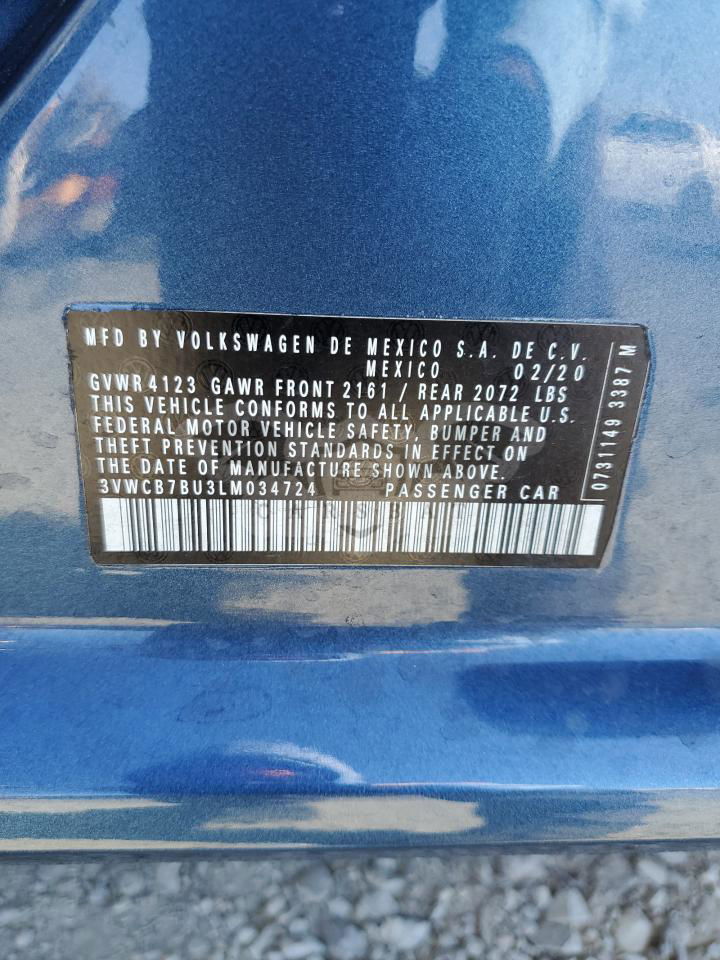 MFD BY VOLKSWAGEN DE MEXICO S.A. DE C.V.
MEXICO 02/20
GVWR 4123 GAWR FRONT 2161 / REAR 2072 LBS
THIS VEHICLE CONFORMS TO ALL APPLICABLE U.S.
FEDERAL MOTOR VEHICLE SAFETY, BUMPER AND
THEFT PREVENTION STANDARDS IN EFFECT ON
THE DATE OF MANUFACTURE SHOWN ABOVE.
3VWCB7BU3LM034724 PASSENGER CAR
0731149 3387 M